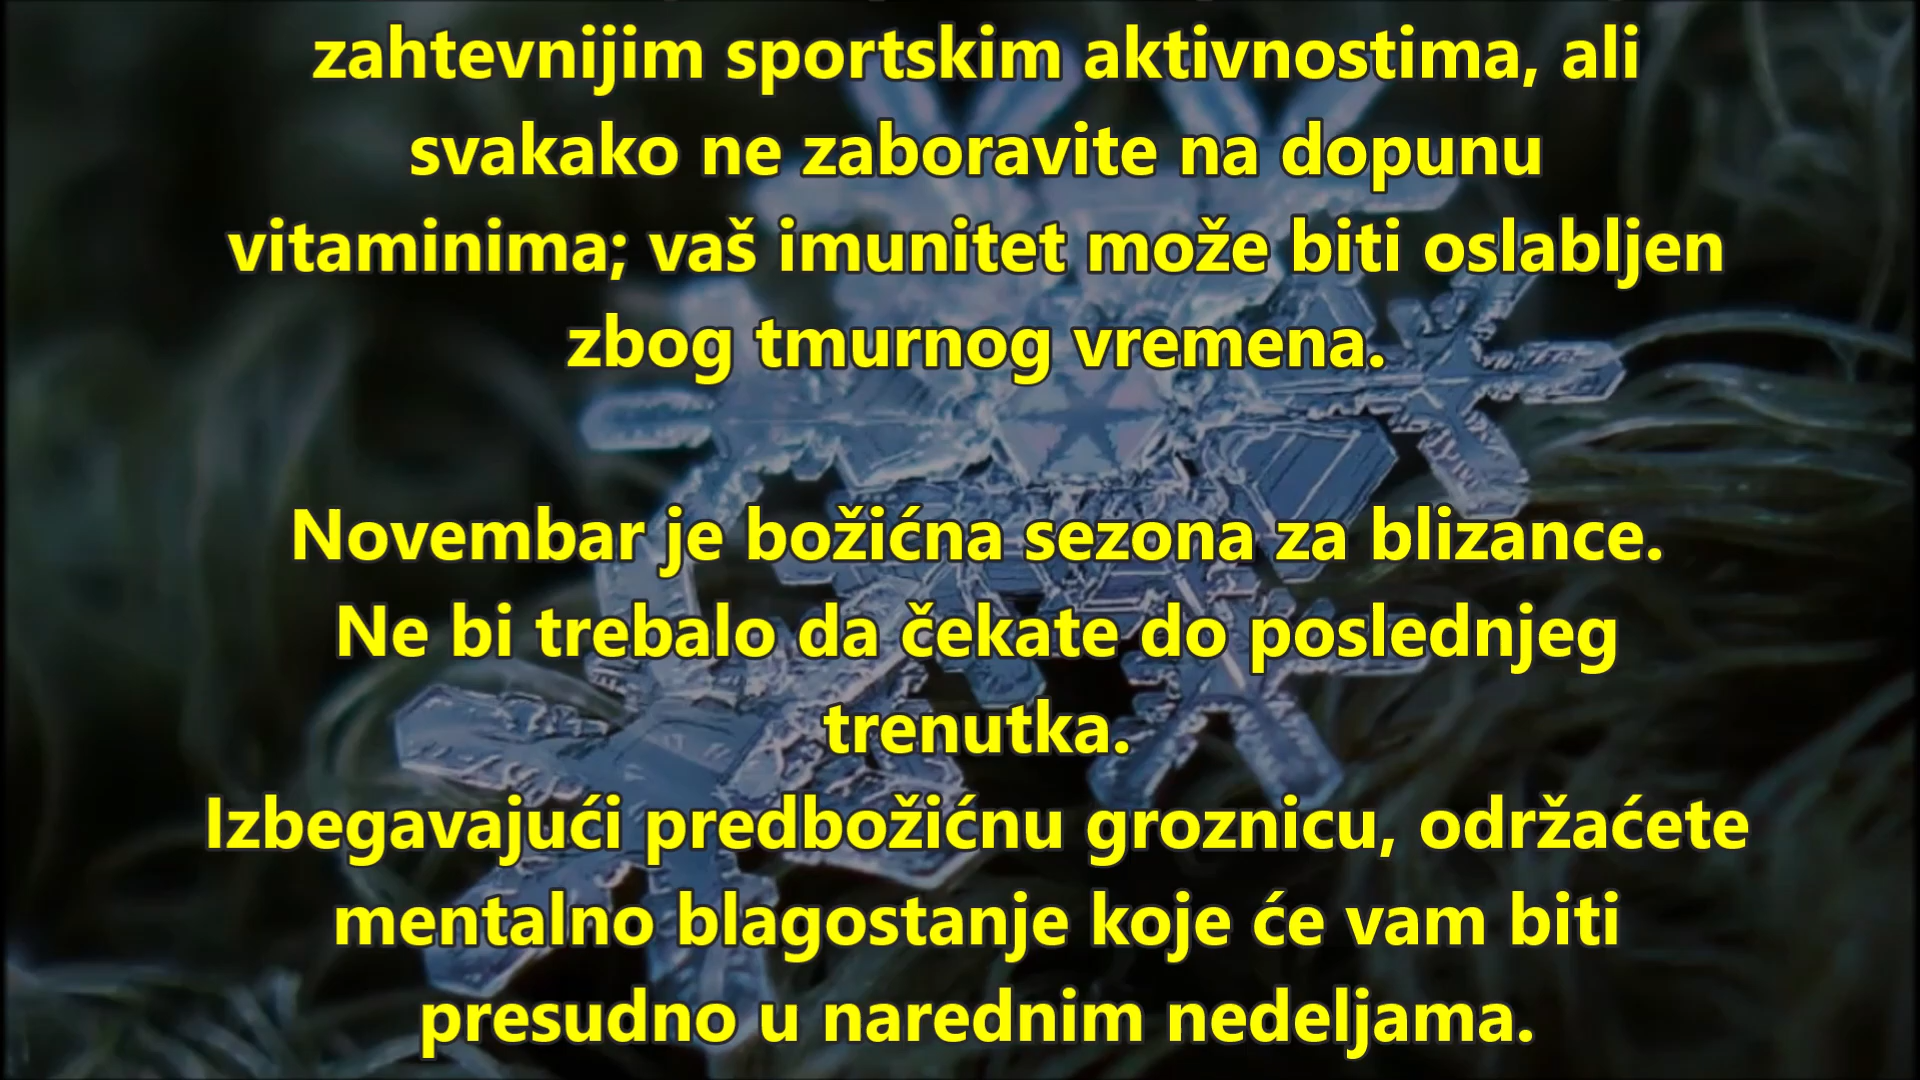 zahtevnijim sportskim aktivnostima, ali
svakako ne zaboravite na dopunu
vitaminima; vaš imunitet može biti oslabljen
zbog tmurnog vremena.
Novembar je božićna sezona za blizance.
Ne bi trebalo da čekate do poslednjeg
trenutka.
Izbegavajući predbožićnu groznicu, održaćete
mentalno blagostanje koje će vam biti
presudno u narednim nedeljama.